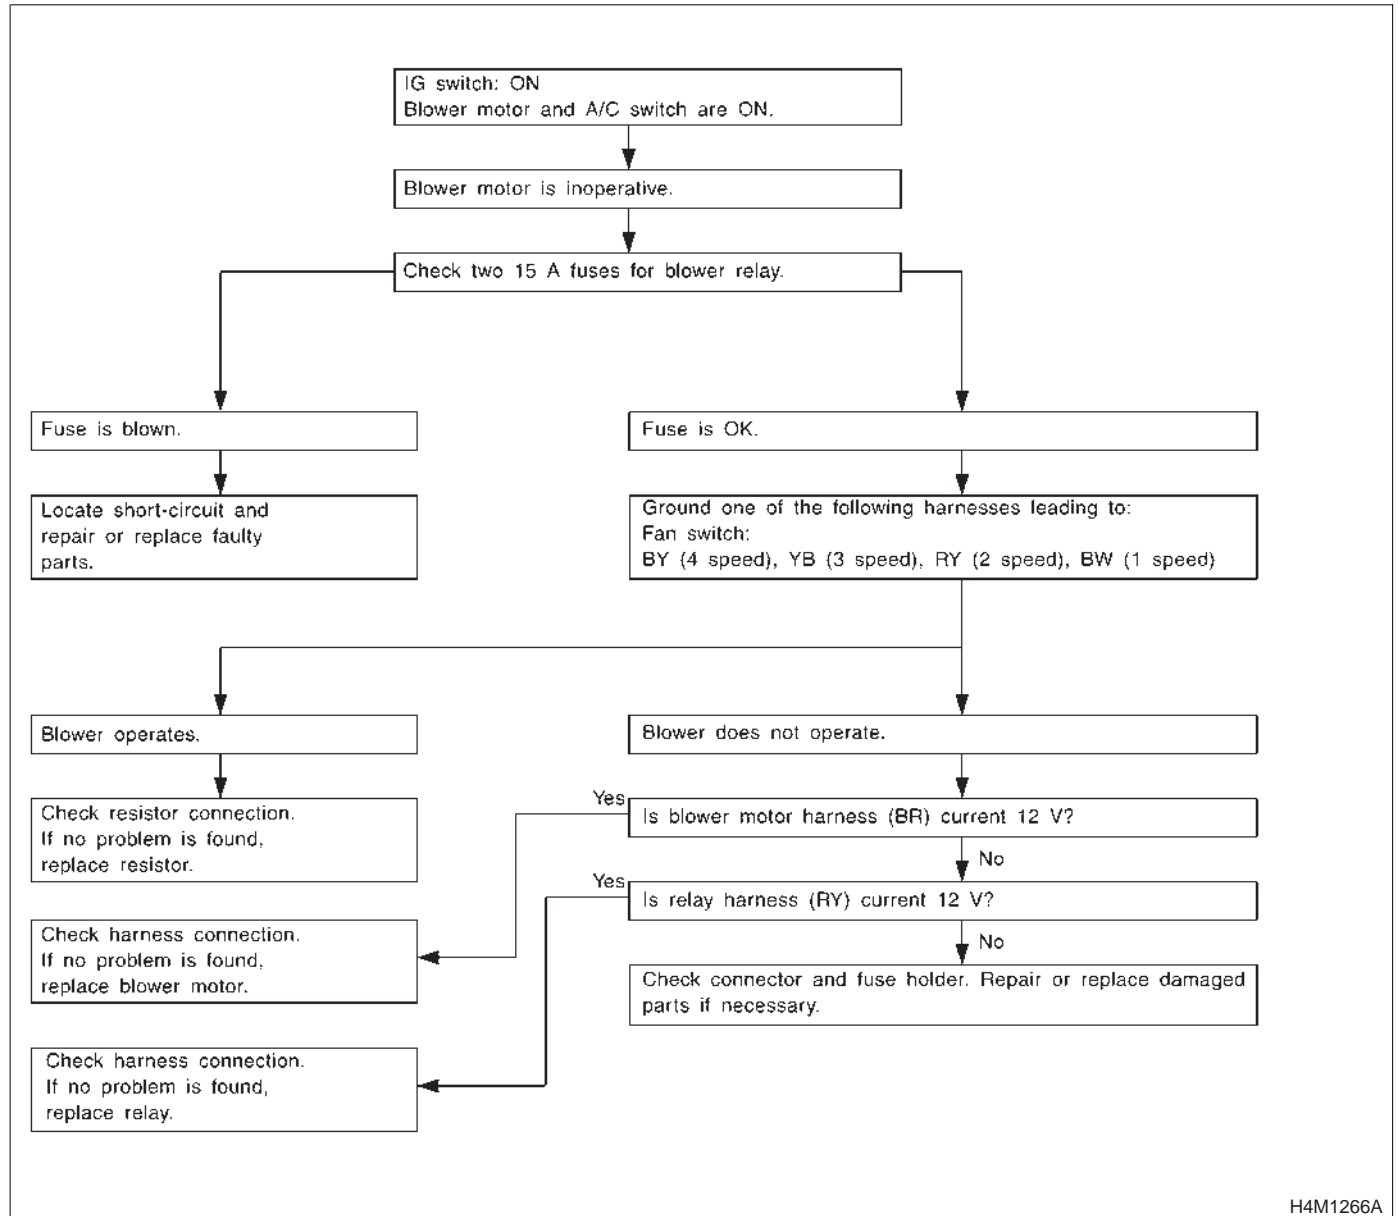 IG switch: ON
Blower motor and A/C switch are ON.
Blower motor is inoperative.
Check two 15 A fuses for blower relay.
Fuse is blown.
Fuse is OK.
Locate short-circuit and
repair or replace faulty
parts.
Ground one of the following harnesses leading to:
Fan switch:
BY (4 speed), YB (3 speed), RY (2 speed), BW (1 speed)
Blower operates.
Blower does not operate.
Check resistor connection.
If no problem is found,
replace resistor.
Yes
Is blower motor harness (BR) current 12 V?
No
Yes
Is relay harness (RY) current 12 V?
No
Check harness connection.
If no problem is found,
replace blower motor.
Check connector and fuse holder. Repair or replace damaged
parts if necessary.
Check harness connection.
If no problem is found,
replace relay.
H4M1266A